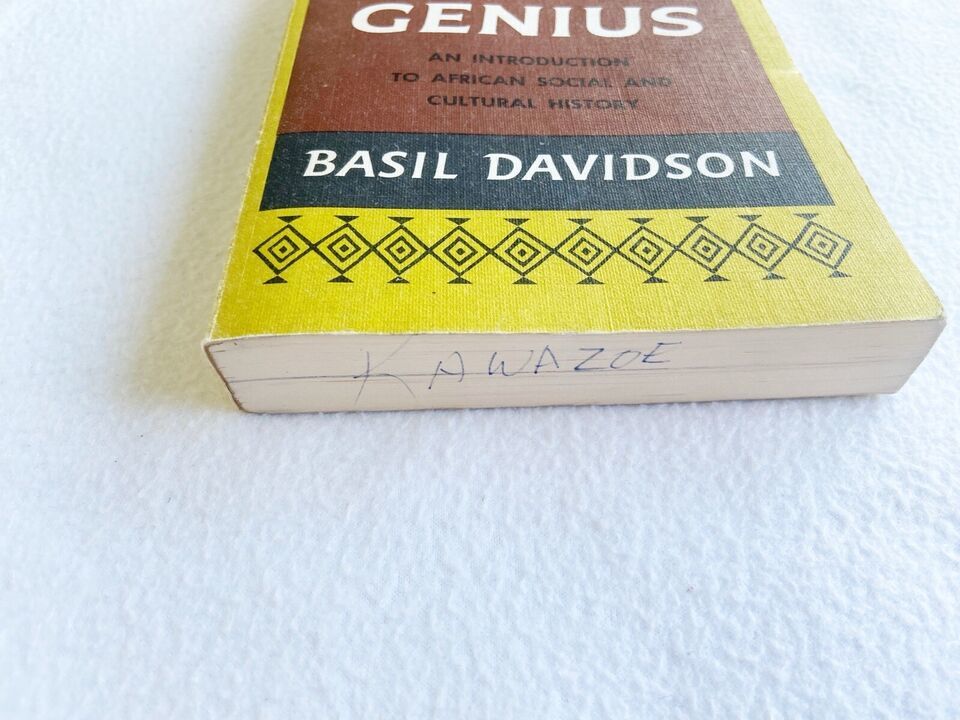 GENIUS
AN INTRODUCTION
TO AFRICAN SOCIAL AND
CULTURAL HISTORY
BASIL DAVIDSON
KAWAZOE